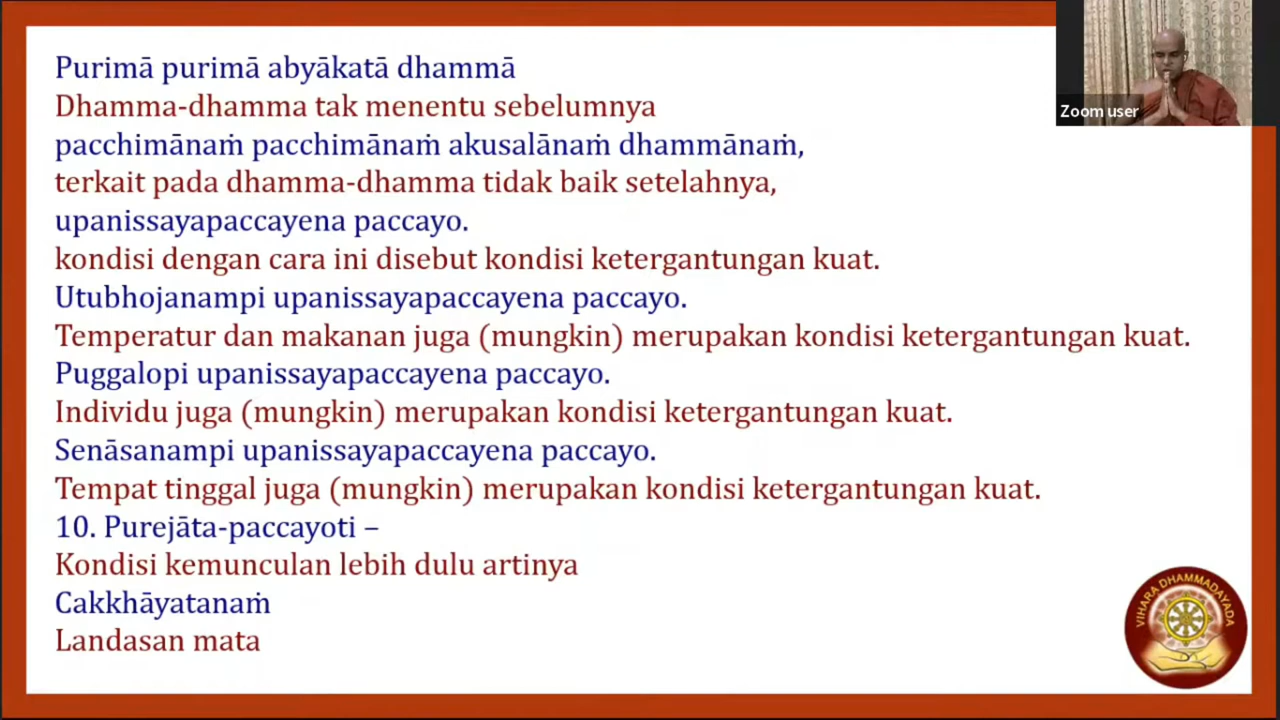 Purimā purimā abyākatā dhammā
Dhamma-dhamma tak menentu sebelumnya
pacchimānaṁ pacchimānaṁ akusalānaṁ dhammānaṁ,
terkait pada dhamma-dhamma tidak baik setelahnya,
upanissayapaccayena paccayo.
kondisi dengan cara ini disebut kondisi ketergantungan kuat.
Utubhojanampi upanissayapaccayena paccayo.
Temperatur dan makanan juga (mungkin) merupakan kondisi ketergantungan kuat.
Puggalopi upanissayapaccayena paccayo.
Individu juga (mungkin) merupakan kondisi ketergantungan kuat.
Senāsanampi upanissayapaccayena paccayo.
Tempat tinggal juga (mungkin) merupakan kondisi ketergantungan kuat.
10. Purejāta-paccayoti –
Kondisi kemunculan lebih dulu artinya
Cakkhāyatanaṁ
Landasan mata
Zoom user
VIHARA DHAMMADAYADA